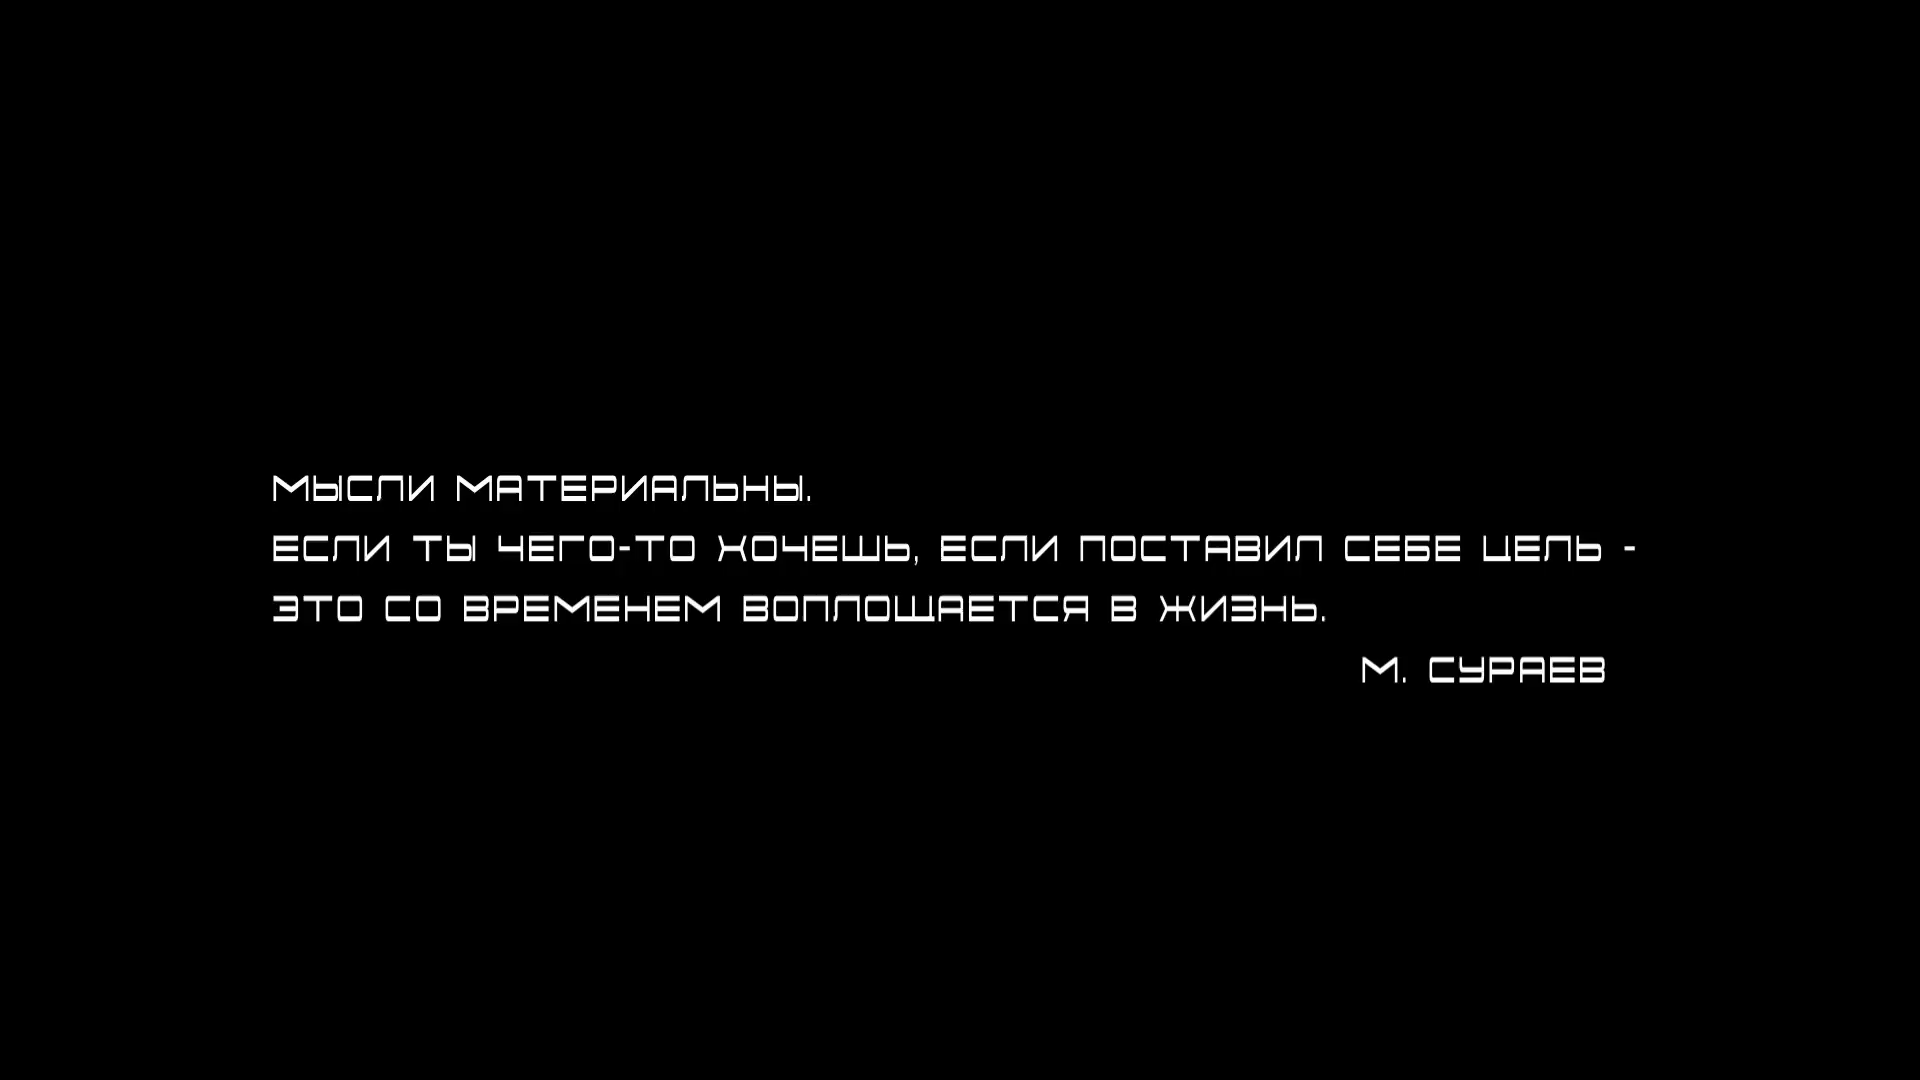 МЫСЛИ МАТЕРИАЛЬНЫ.
ЕСЛИ ТЫ ЧЕГО-ТО ХОЧЕШЬ, ЕСЛИ ПОСТАВИЛ СЕБЕ ЦЕЛЬ -
ЭТО СО ВРЕМЕНЕМ ВОПЛОЩАЕТСЯ В ЖИЗНЬ.
М. СУРАЕВ